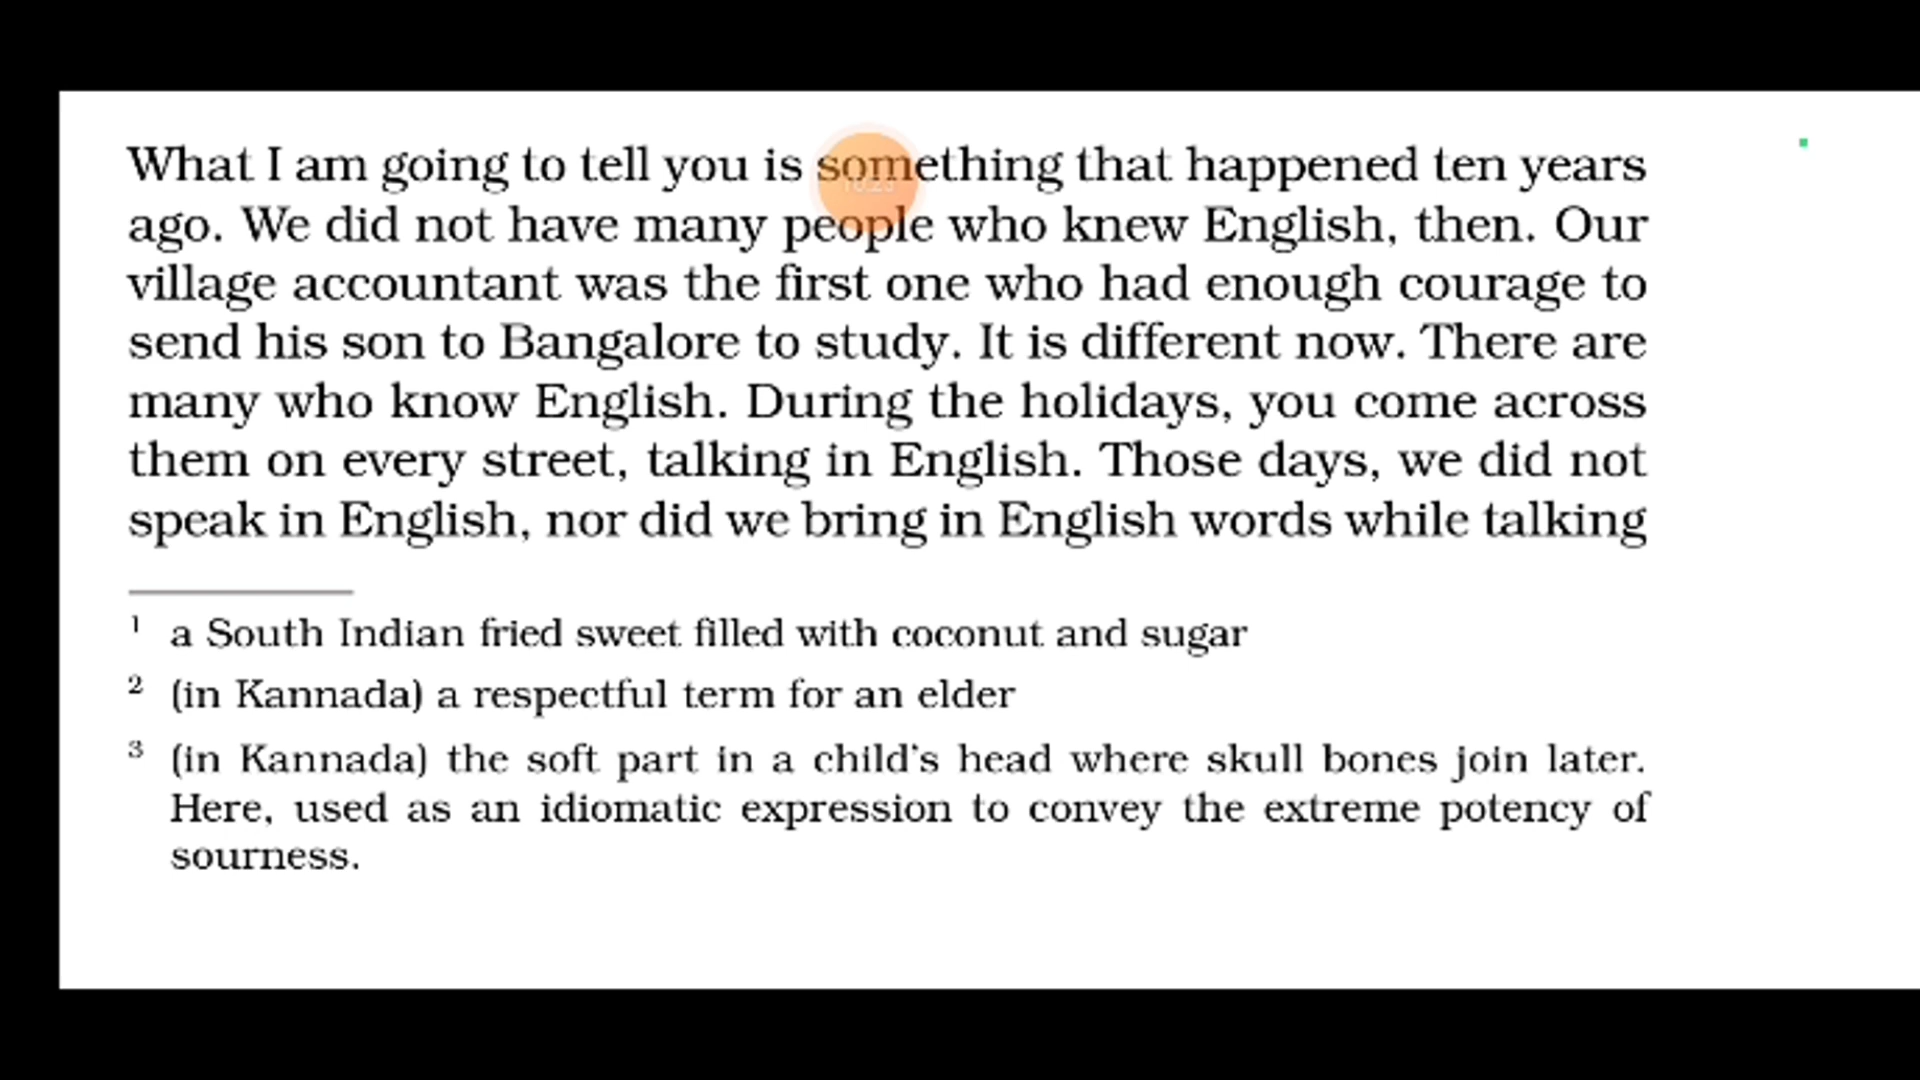 What I am going to tell you is something that happened ten years
ago. We did not have many people who knew English, then. Our
village accountant was the first one who had enough courage to
send his son to Bangalore to study. It is different now. There are
many who know English. During the holidays, you come across
them on every street, talking in English. Those days, we did not
speak in English, nor did we bring in English words while talking
1 a South Indian fried sweet filled with coconut and sugar
2 (in Kannada) a respectful term for an elder
3 (in Kannada) the soft part in a child's head where skull bones join later.
Here, used as an idiomatic expression to convey the extreme potency of
sourness.